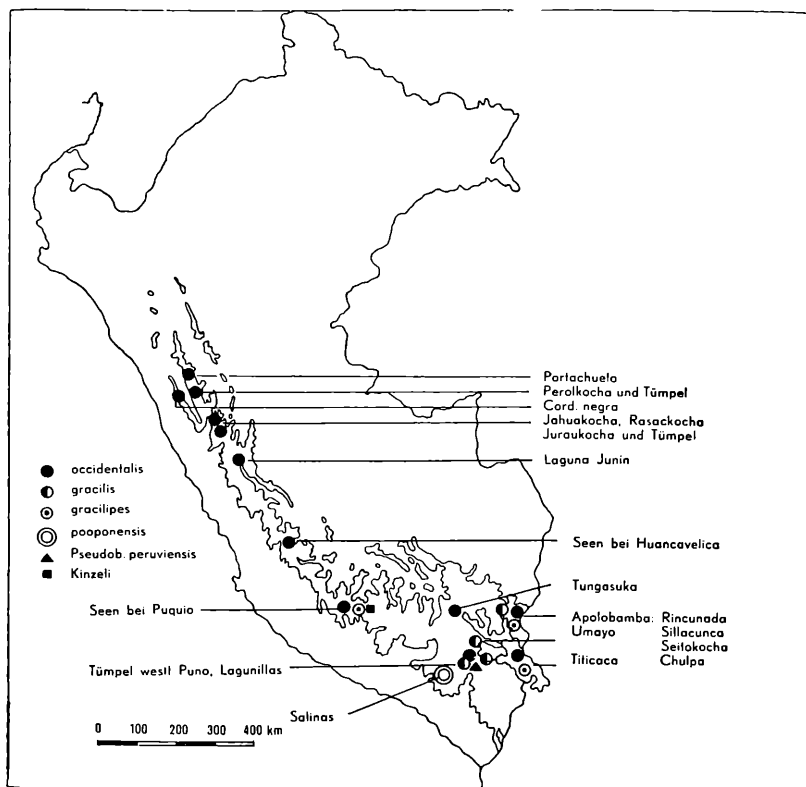 Portachuelo
Perolkocha und Tümpel
Cord. negra
Jahuakocha, Rasackocha
Juraukocha und Tümpel
Laguna Junin
occidentalis
gracilis
gracilipes
pooponensis
Pseudob. peruviensis
Kinzeli
Seen bei Huancavelica
Tungasuka
Seen bei Puquio
Apolobamba: Rincunada
Umayo Sillacunca
Seitokocha
Titicaca Chulpa
Tümpel westl Puno, Lagunillas
Salinas
0 100 200 300 400 km